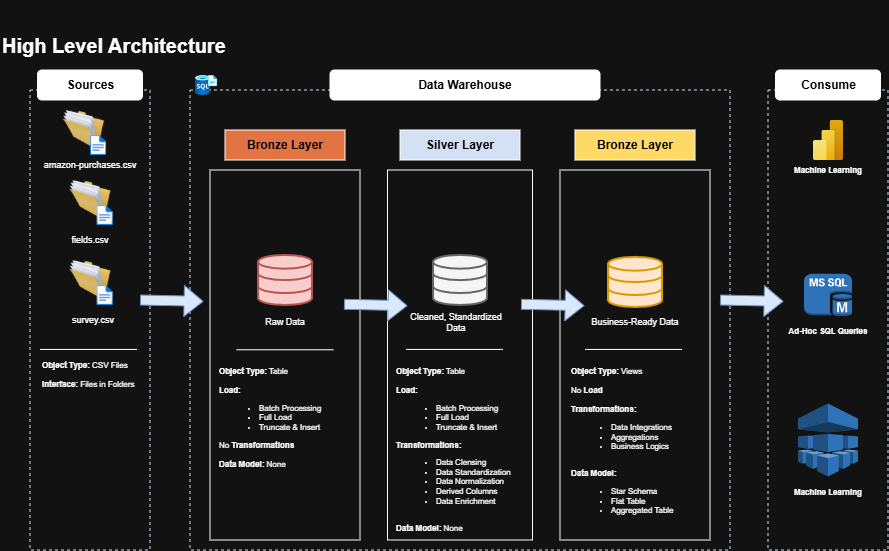 High Level Architecture
Sources
amazon-purchases.csv
fields.csv
survey.csv
Object Type: CSV Files
Interface: Files in Folders
SQL
Data Warehouse
Bronze Layer
Raw Data
Object Type: Table
Load:
Batch Processing
Full Load
Truncate & Insert
No Transformations
Data Model: None
Silver Layer
Cleaned, Standardized
Data
Object Type: Table
Load:
Batch Processing
Full Load
Truncate & Insert
Transformations:
Data Clensing
Data Standardization
Data Normalization
Derived Columns
Data Enrichment
Data Model: None
Bronze Layer
Business-Ready Data
Object Type: Views
No Load
Transformations:
Data Integrations
Aggregations
Business Logics
Data Model:
Star Schema
Flat Table
Aggregated Table
Consume
Machine Learning
MS SQL
M
Ad-Hoc SQL Queries
Machine Learning